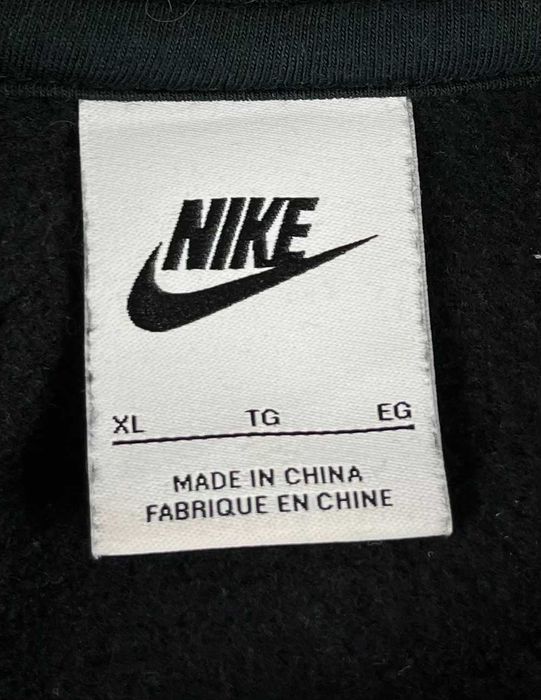 NIKE
XL TG EG
MADE IN CHINA
FABRIQUE EN CHINE